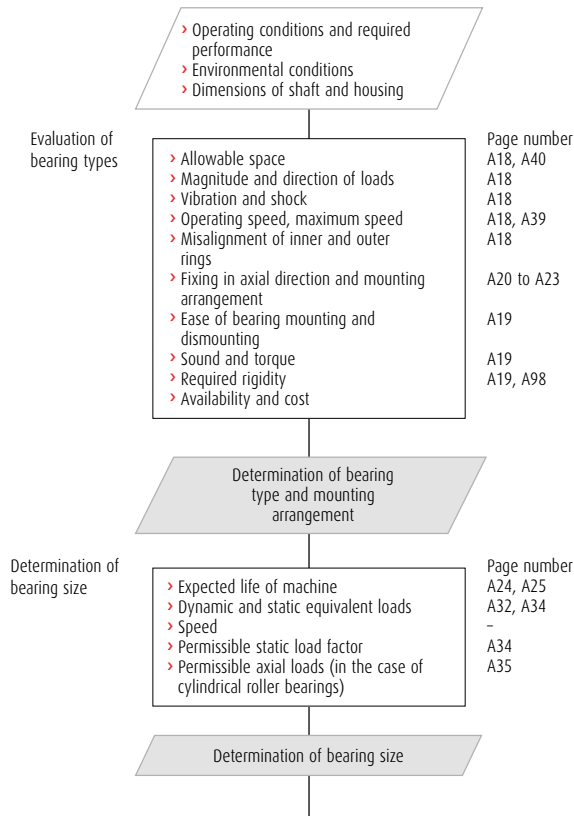 › Operating conditions and required
performance
› Environmental conditions
› Dimensions of shaft and housing
Evaluation of
bearing types
Page number
› Allowable space A18, A40
› Magnitude and direction of loads A18
› Vibration and shock A18
› Operating speed, maximum speed A18, A39
› Misalignment of inner and outer A18
rings
› Fixing in axial direction and mounting A20 to A23
arrangement
› Ease of bearing mounting and A19
dismounting
› Sound and torque A19
› Required rigidity A19, A98
› Availability and cost
Determination of bearing
type and mounting
arrangement
Determination of
bearing size
Page number
› Expected life of machine A24, A25
› Dynamic and static equivalent loads A32, A34
› Speed –
› Permissible static load factor A34
› Permissible axial loads (in the case of A35
cylindrical roller bearings)
Determination of bearing size